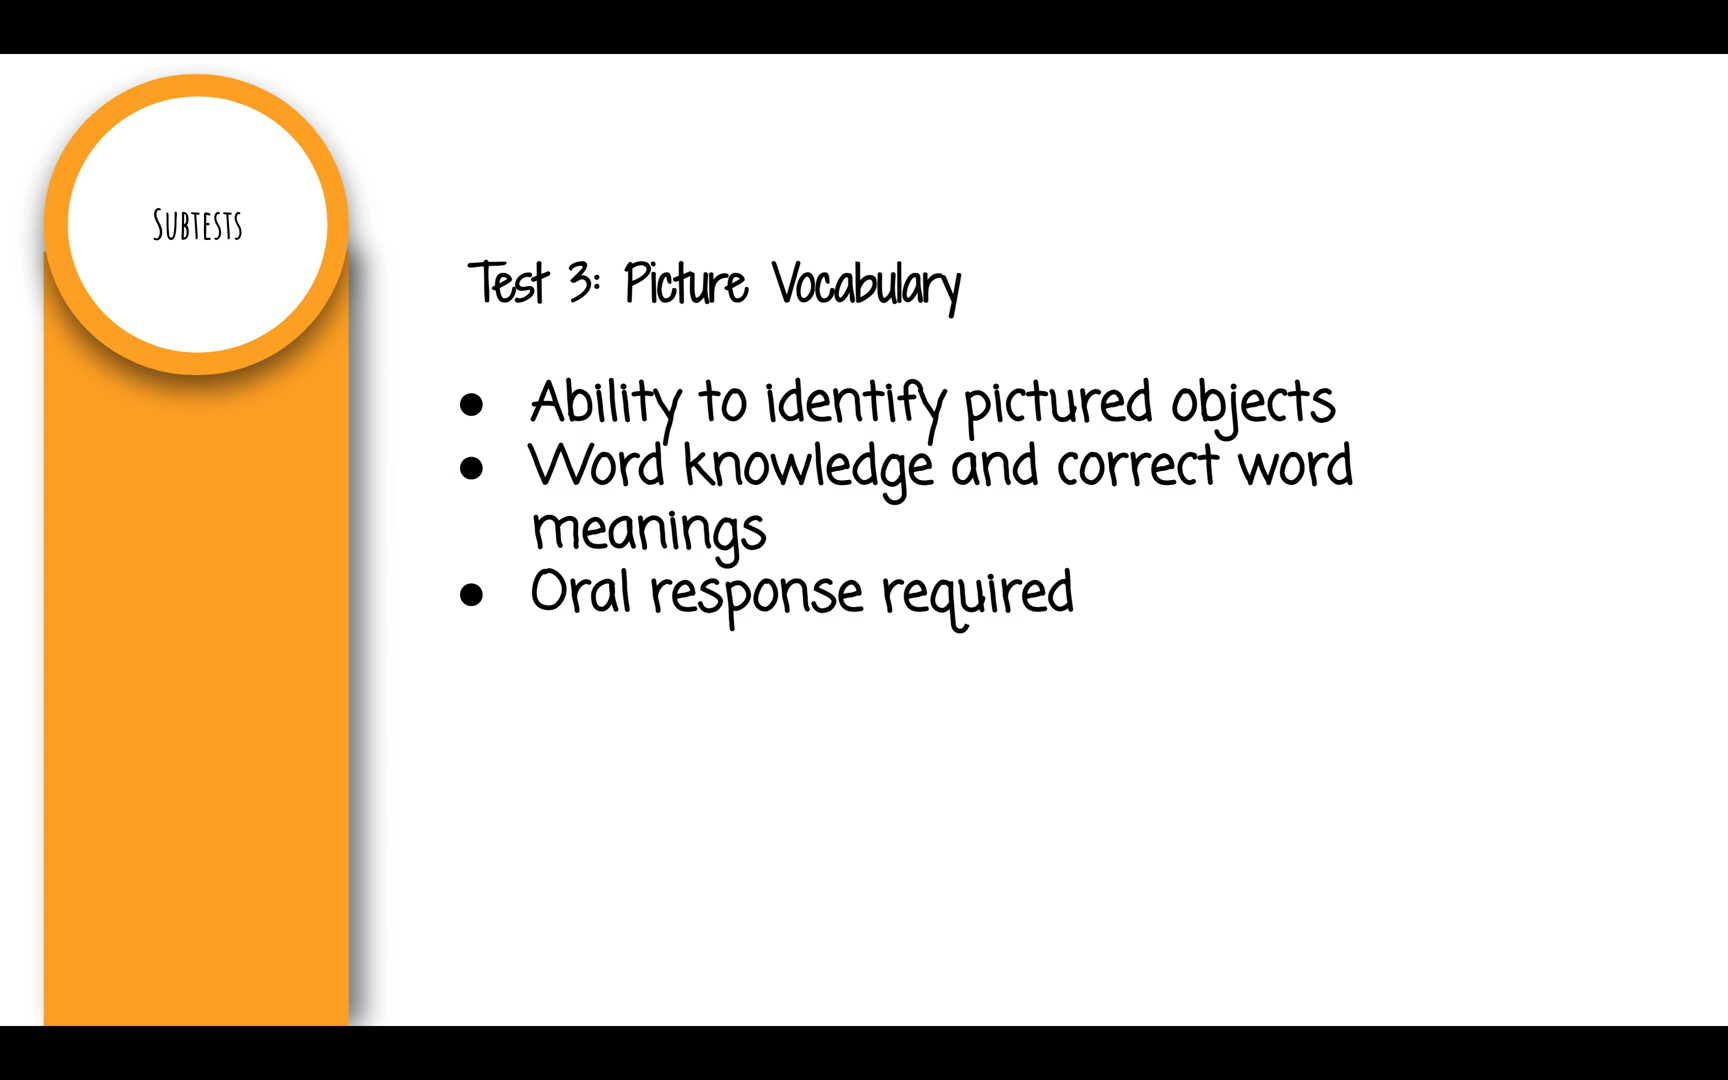 Subtests
Test 3: Picture Vocabulary
● Ability to identify pictured objects
● Word knowledge and correct word
meanings
● Oral response required